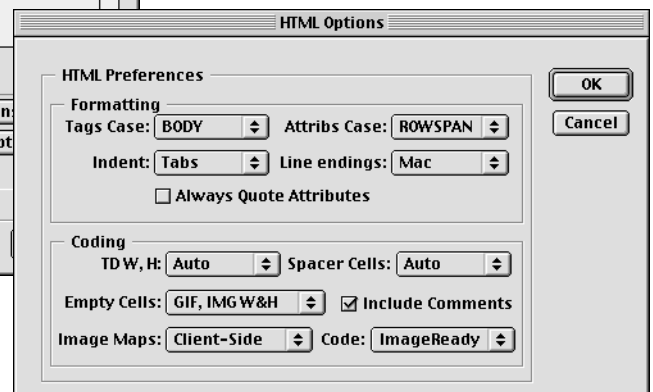 HTML Options
HTML Preferences
OK
Formatting
Tags Case: BODY Attribs Case: ROWSPAN
Cancel
Indent: Tabs Line endings: Mac
Always Quote Attributes
Coding
TD W, H: Auto Spacer Cells: Auto
Empty Cells: GIF, IMG W&H Include Comments
Image Maps: Client-Side Code: ImageReady